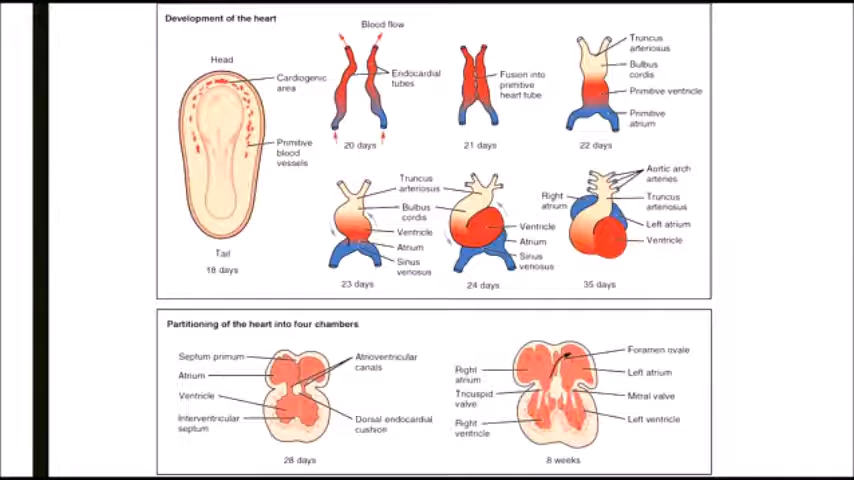 Development of the heart
Blood flow
Head
Cardiogenic
area
Primitive
blood
vessels
Tail
18 days
Endocardial
tubes
20 days
Fusion into
primitive
heart tube
21 days
Truncus
arteriosus
Bulbus
cordis
Primitive ventricle
Primitive
atrium
22 days
Truncus
arteriosus
Bulbus
cordis
Ventricle
Atrium
Sinus
venosus
23 days
Ventricle
Atrium
Sinus
venosus
24 days
Right
atrium
Aortic arch
arteries
Truncus
arteriosus
Left atrium
Ventricle
35 days
Partitioning of the heart into four chambers
Septum primum
Atrium
Ventricle
Interventricular
septum
Atrioventricular
canals
Dorsal endocardial
cushion
28 days
Right
atrium
Tricuspid
valve
Right
ventricle
Foramen ovale
Left atrium
Mitral valve
Left ventricle
8 weeks